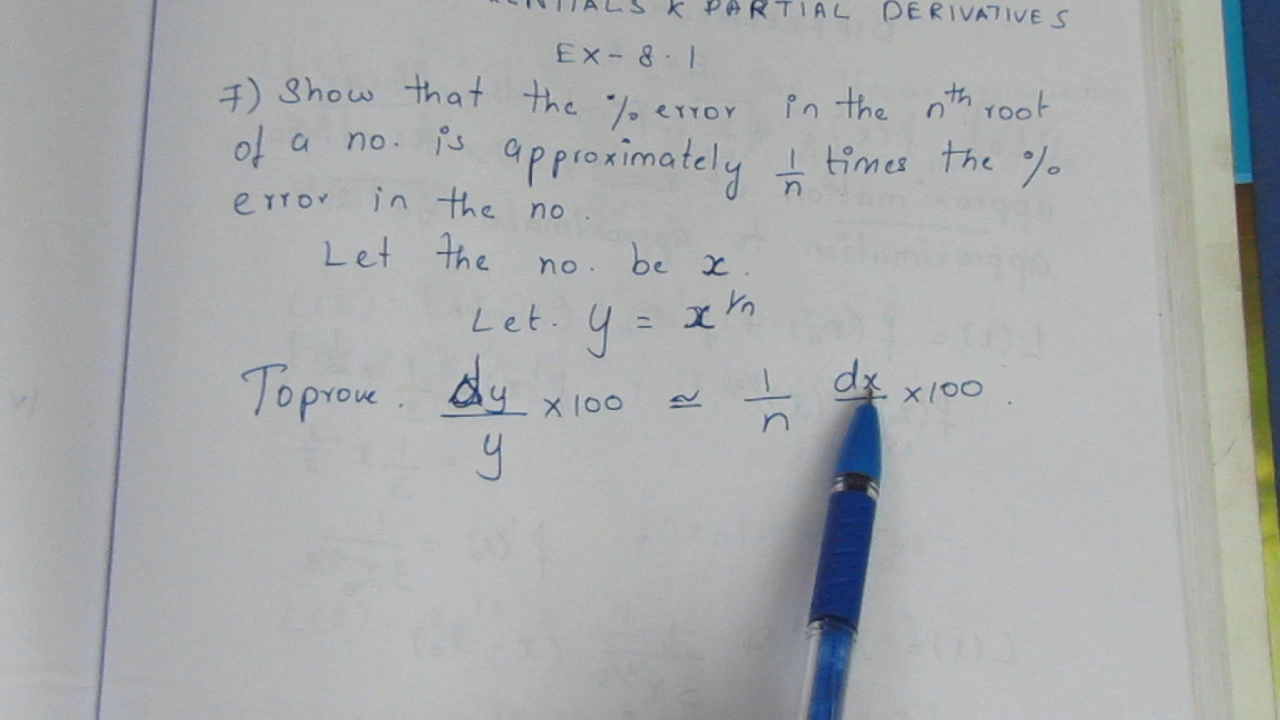 & PARTIAL DERIVATIVES
EX - 8.1
7) Show that the % error in the nth root
of a no. is approximately 1/n times the %
error in the no.
Let the no. be x.
Let. y = x^1/n
To prove. dy/y × 100 ≃ 1/n dx × 100.